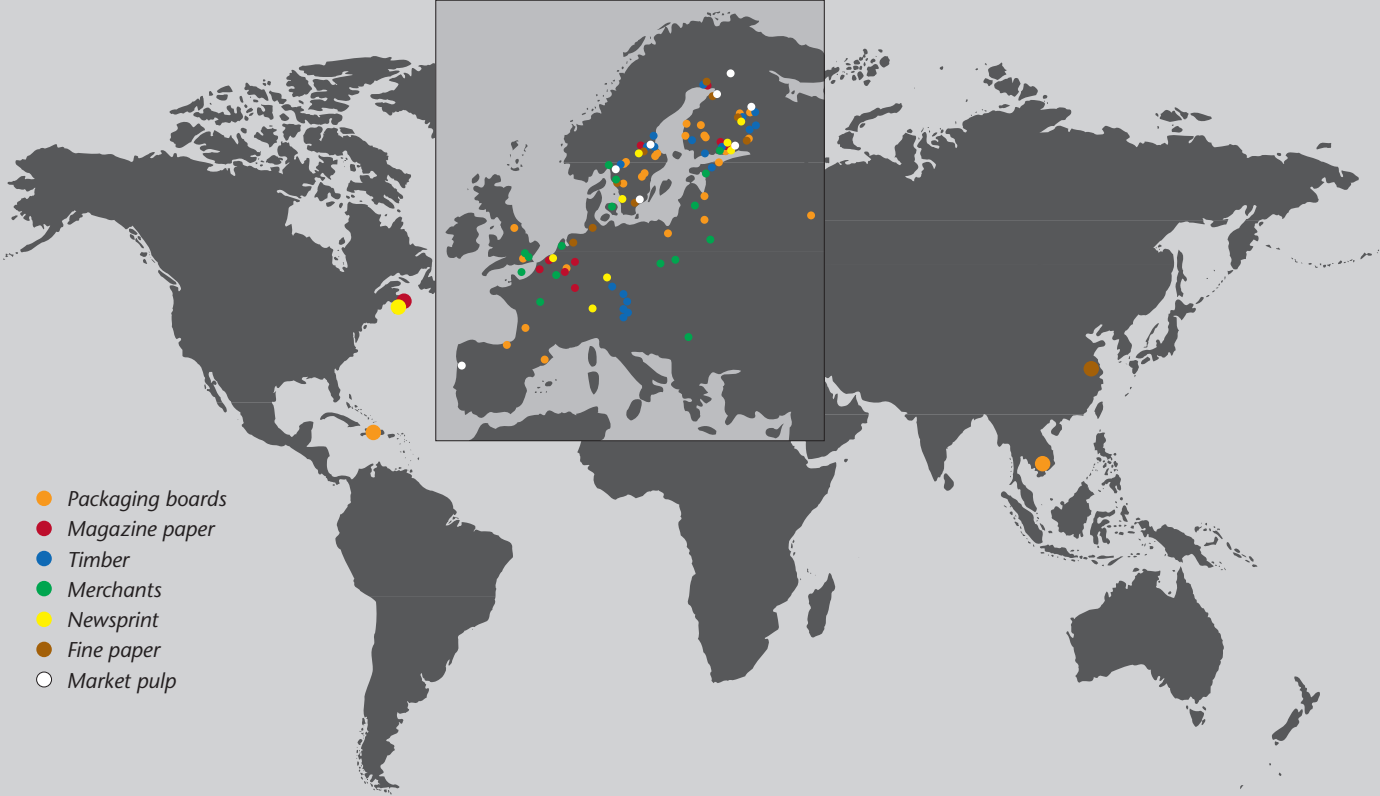 Packaging boards
Magazine paper
Timber
Merchants
Newsprint
Fine paper
Market pulp